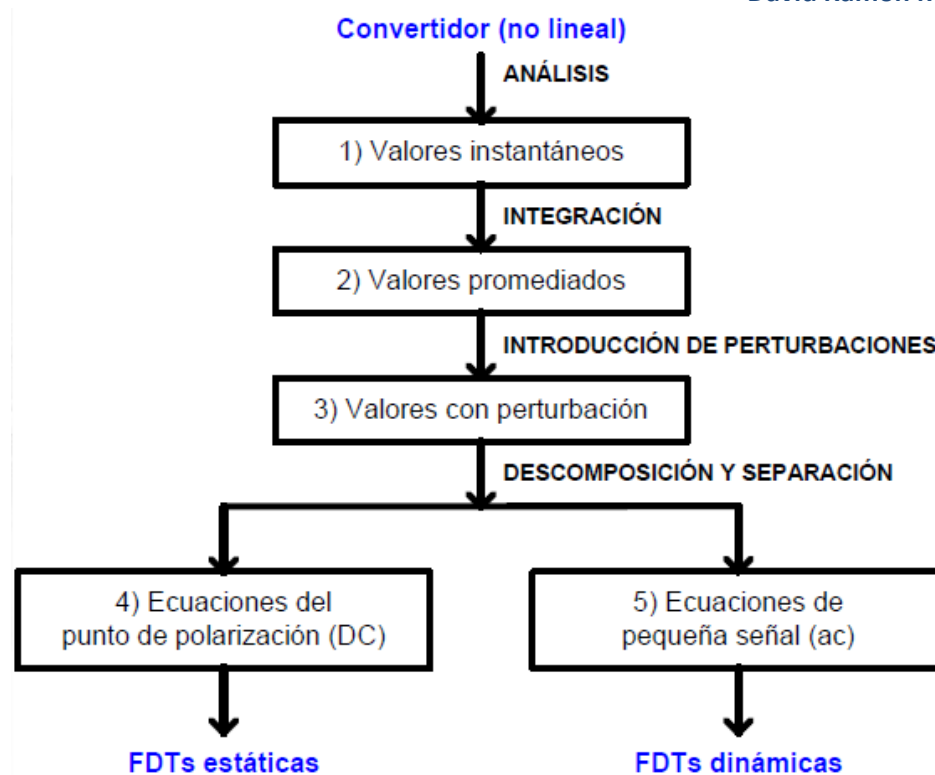 Convertidor (no lineal)
ANÁLISIS
1) Valores instantáneos
INTEGRACIÓN
2) Valores promediados
INTRODUCCIÓN DE PERTURBACIONES
3) Valores con perturbación
DESCOMPOSICIÓN Y SEPARACIÓN
4) Ecuaciones del
punto de polarización (DC)
5) Ecuaciones de
pequeña señal (ac)
FDTs estáticas
FDTs dinámicas